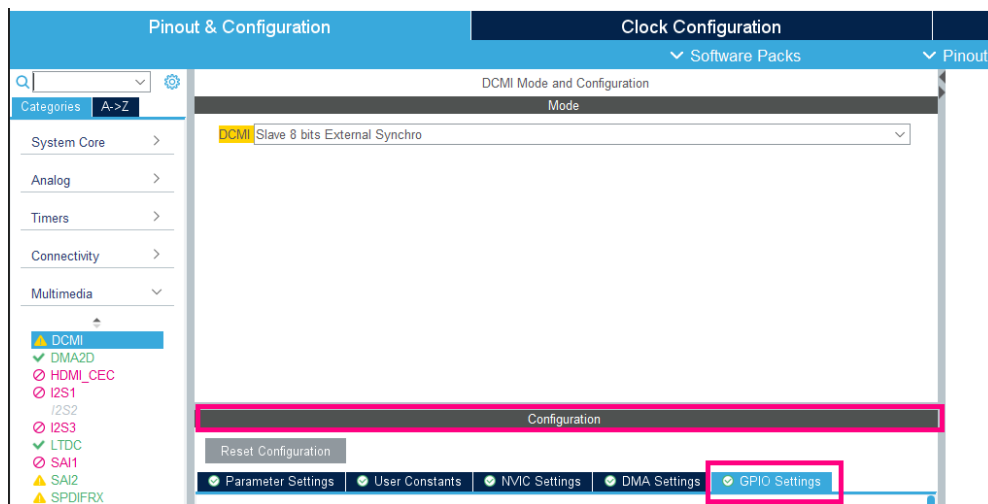 Pinout & Configuration
Clock Configuration
Software Packs
Pinout
Categories
A->Z
System Core
Analog
Timers
Connectivity
Multimedia
DCMI
DMA2D
HDMI_CEC
I2S1
I2S2
I2S3
LTDC
SAI1
SAI2
SPDIFRX
DCMI Mode and Configuration
Mode
DCMI Slave 8 bits External Synchro
Configuration
Reset Configuration
Parameter Settings
User Constants
NVIC Settings
DMA Settings
GPIO Settings